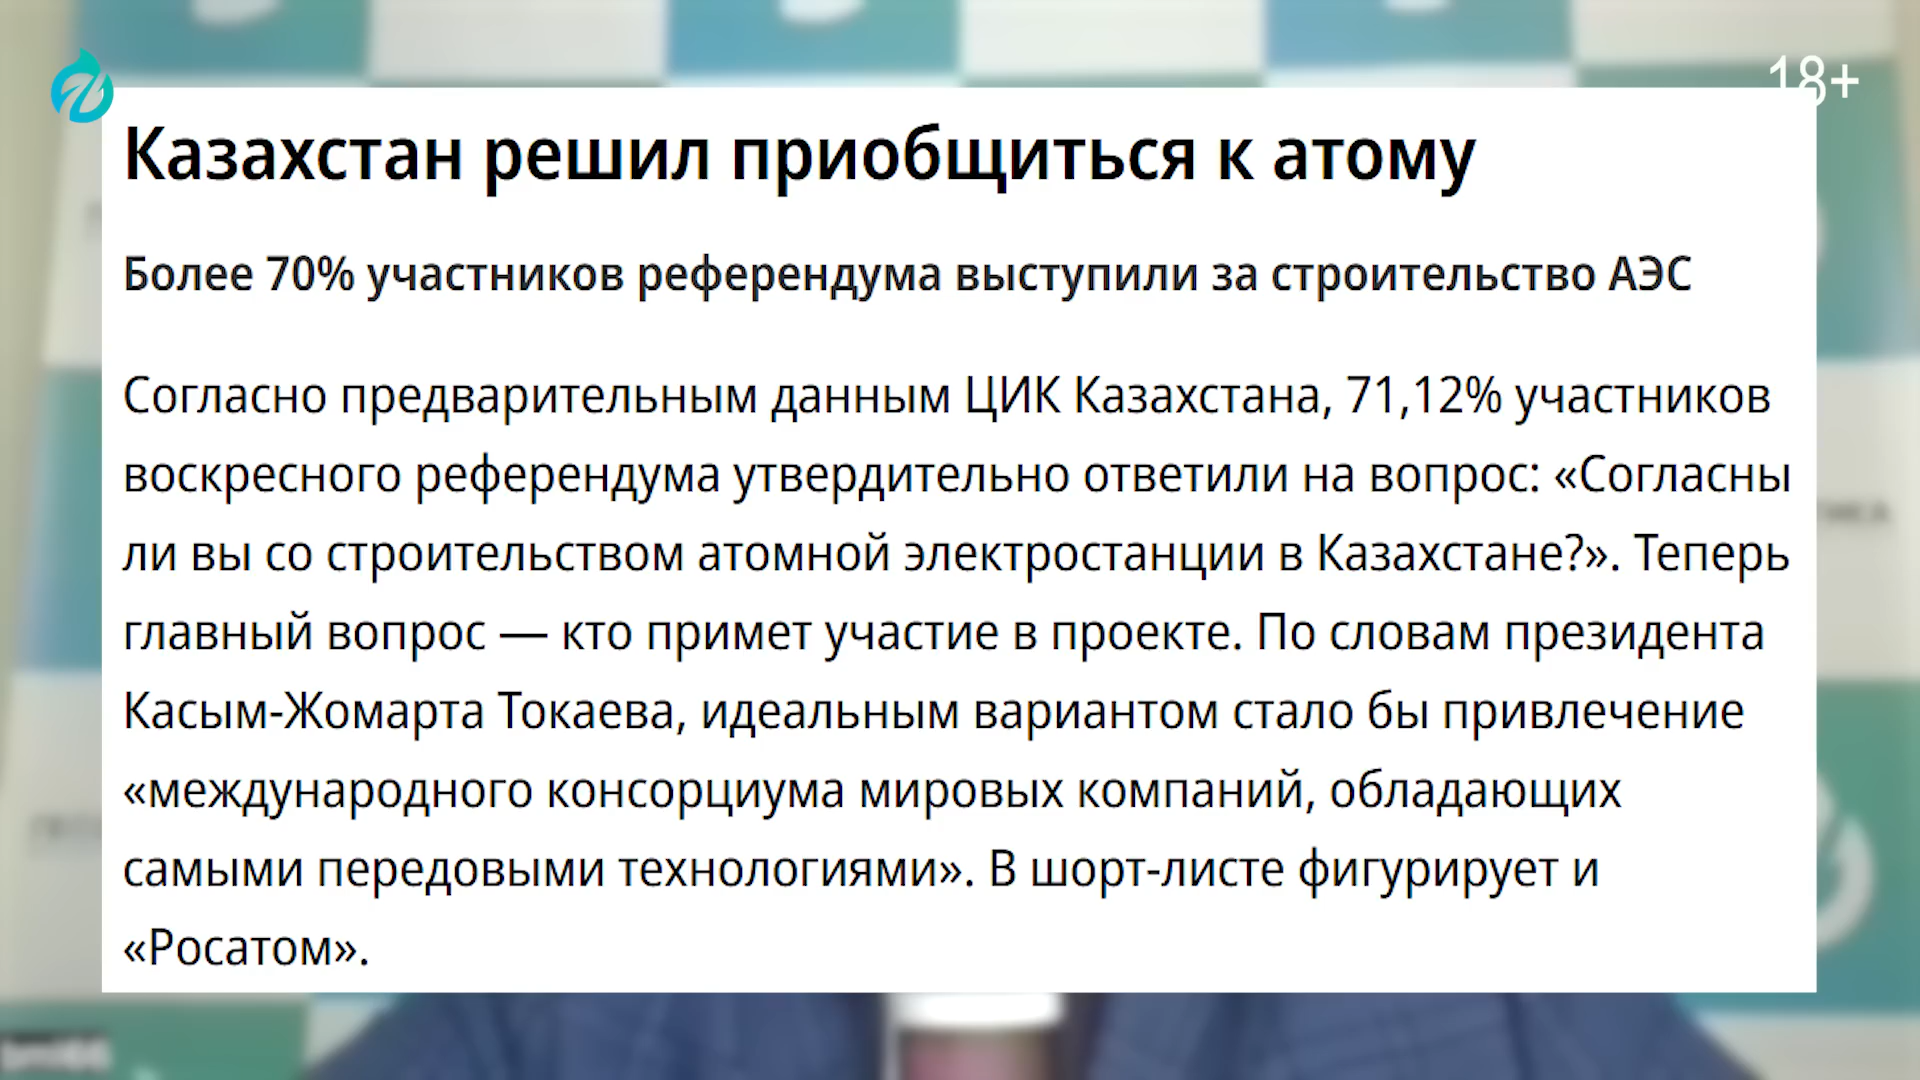 18+
Казахстан решил приобщиться к атому
Более 70% участников референдума выступили за строительство АЭС
Согласно предварительным данным ЦИК Казахстана, 71,12% участников
воскресного референдума утвердительно ответили на вопрос: «Согласны
ли вы со строительством атомной электростанции в Казахстане?». Теперь
главный вопрос — кто примет участие в проекте. По словам президента
Касым-Жомарта Токаева, идеальным вариантом стало бы привлечение
«международного консорциума мировых компаний, обладающих
самыми передовыми технологиями». В шорт-листе фигурирует и
«Росатом».